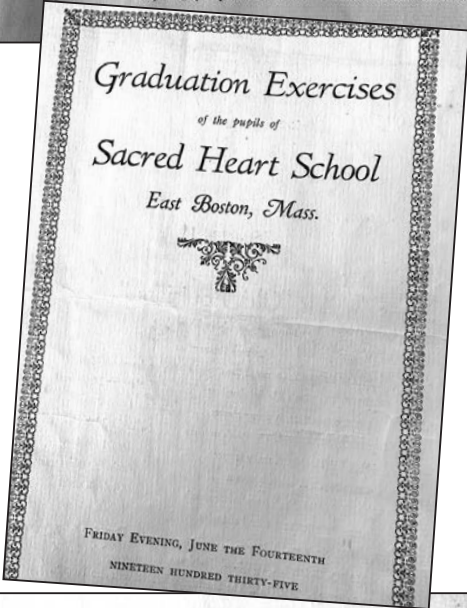 Graduation Exercises
of the pupils of
Sacred Heart School
East Boston, Mass.
Friday Evening, June the Fourteenth
nineteen hundred thirty-five